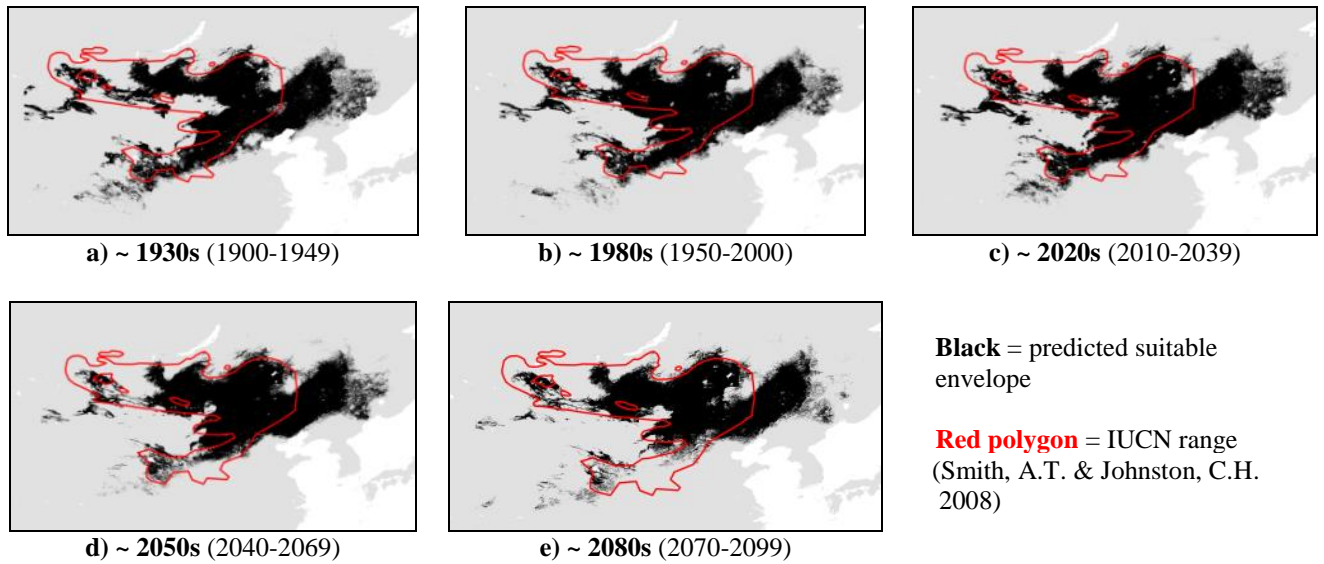 a) ~ 1930s (1900-1949)
b) ~ 1980s (1950-2000)
c) ~ 2020s (2010-2039)
d) ~ 2050s (2040-2069)
e) ~ 2080s (2070-2099)
Black = predicted suitable
envelope
Red polygon = IUCN range
(Smith, A.T. & Johnston, C.H.
2008)